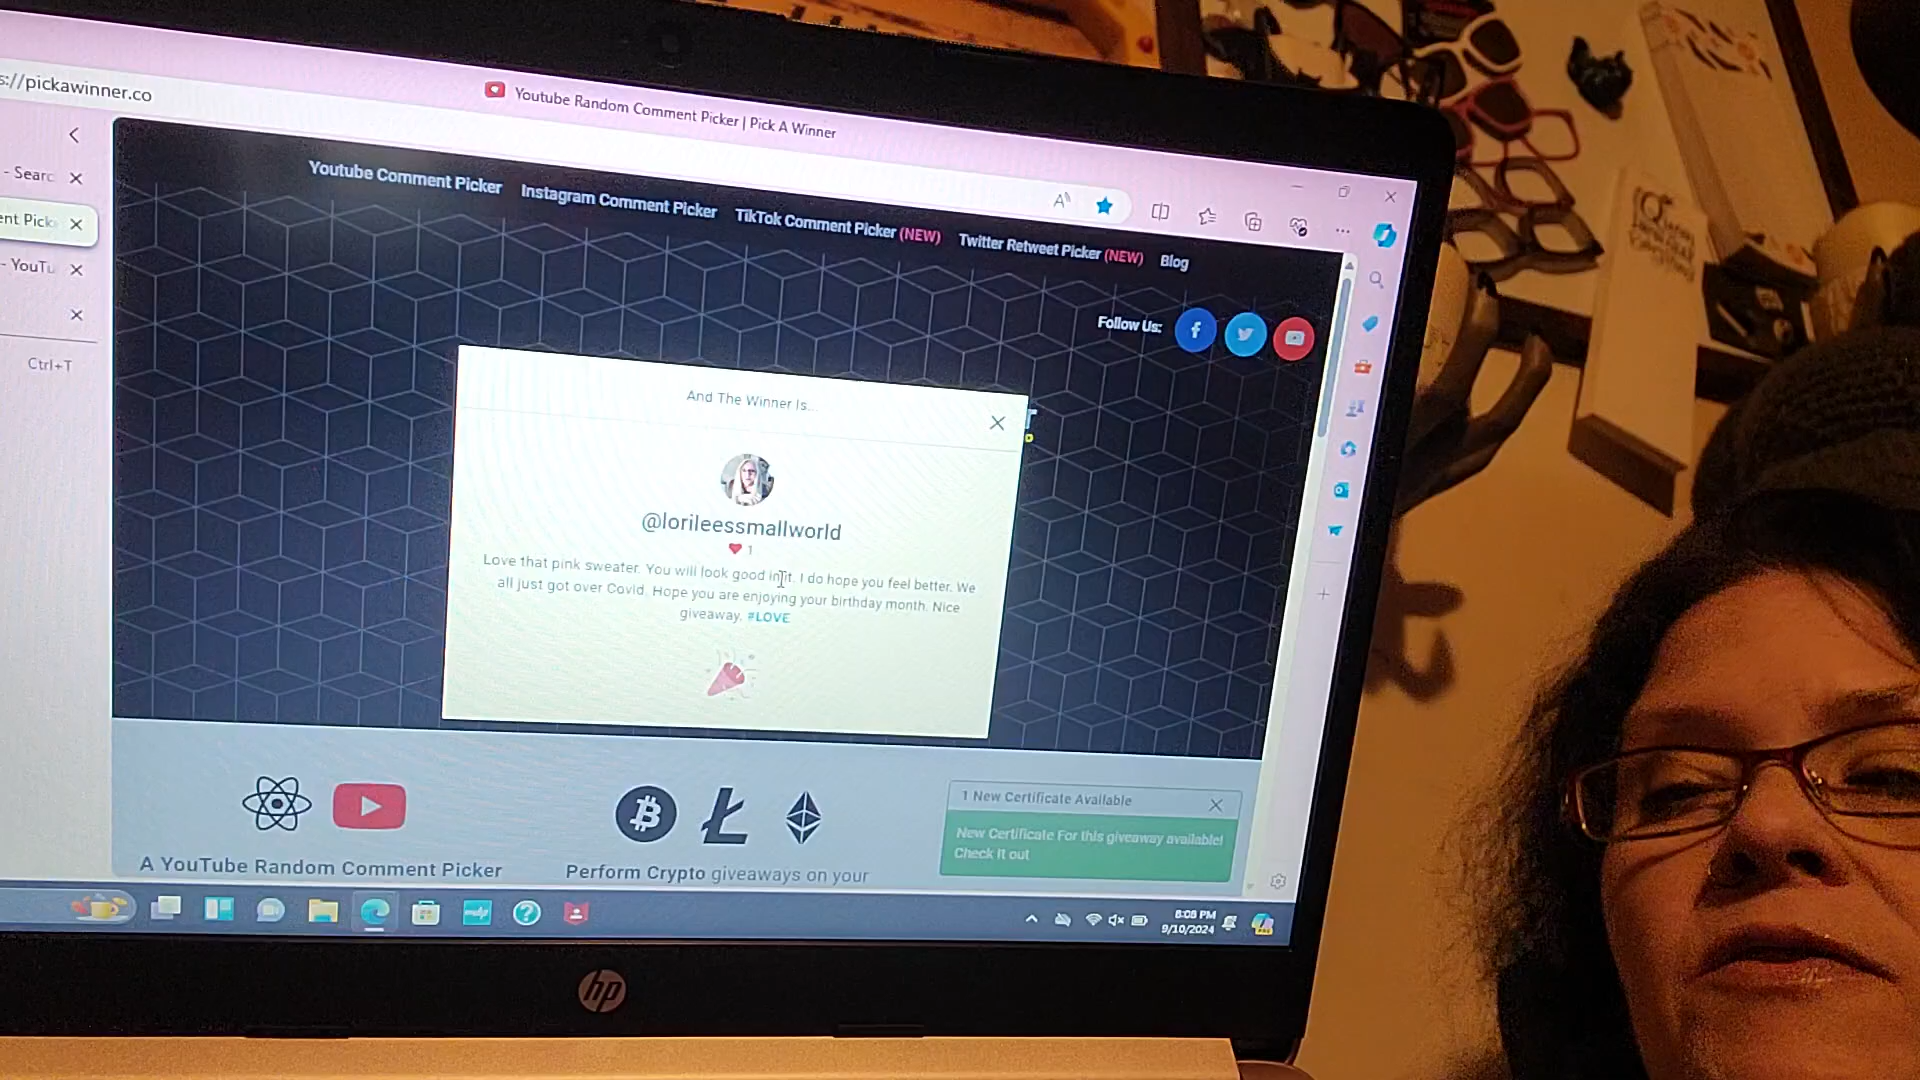 s://pickawinner.co
Youtube Random Comment Picker | Pick A Winner
- Searc
ent Pick
- YouTu
Ctrl+T
Youtube Comment Picker Instagram Comment Picker TikTok Comment Picker (NEW) Twitter Retweet Picker (NEW) Blog
Follow Us:
And The Winner Is...
@lorileessmallworld
1
Love that pink sweater. You will look good in it. I do hope you feel better. We
all just got over Covid. Hope you are enjoying your birthday month. Nice
giveaway. #LOVE
1 New Certificate Available
New Certificate For this giveaway available!
Check It out
A YouTube Random Comment Picker
Perform Crypto giveaways on your
8:08 PM
9/10/2024
hp